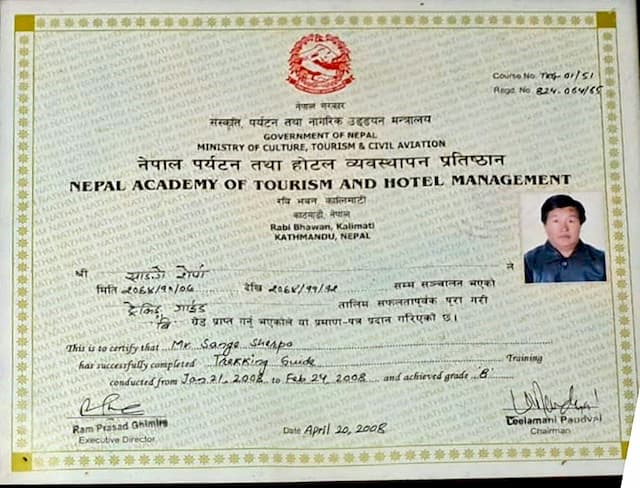 Course No. TKG-01/51
Regd. No. 824-064/65
नेपाल सरकार
संस्कृति, पर्यटन तथा नागरिक उड्डयन मन्त्रालय
GOVERNMENT OF NEPAL
MINISTRY OF CULTURE, TOURISM & CIVIL AVIATION
नेपाल पर्यटन तथा होटल व्यवस्थापन प्रतिष्ठान
NEPAL ACADEMY OF TOURISM AND HOTEL MANAGEMENT
रवि भवन कालिमाटी
काठमाडौं, नेपाल
Rabi Bhawan, Kalimati
KATHMANDU, NEPAL
श्री साङगे शेर्पा ले
मिति २०६४/१०/०७ देखि २०६४/११/१२ सम्म सञ्चालन भएको
ट्रेकिङ गाईड तालिम सफलतापूर्वक पूरा गरी
'बि' ग्रेड प्राप्त गर्नु भएकोले यो प्रमाण-पत्र प्रदान गरिएको छ।
This is to certify that Mr. Sange Sherpa
has successfully completed Trekking Guide Training
conducted from Jan. 21, 2008 to Feb 24 2008 and achieved grade 'B'
Ram Prasad Ghimire
Executive Director
Date April 20, 2008
Leelamani Paudyal
Chairman